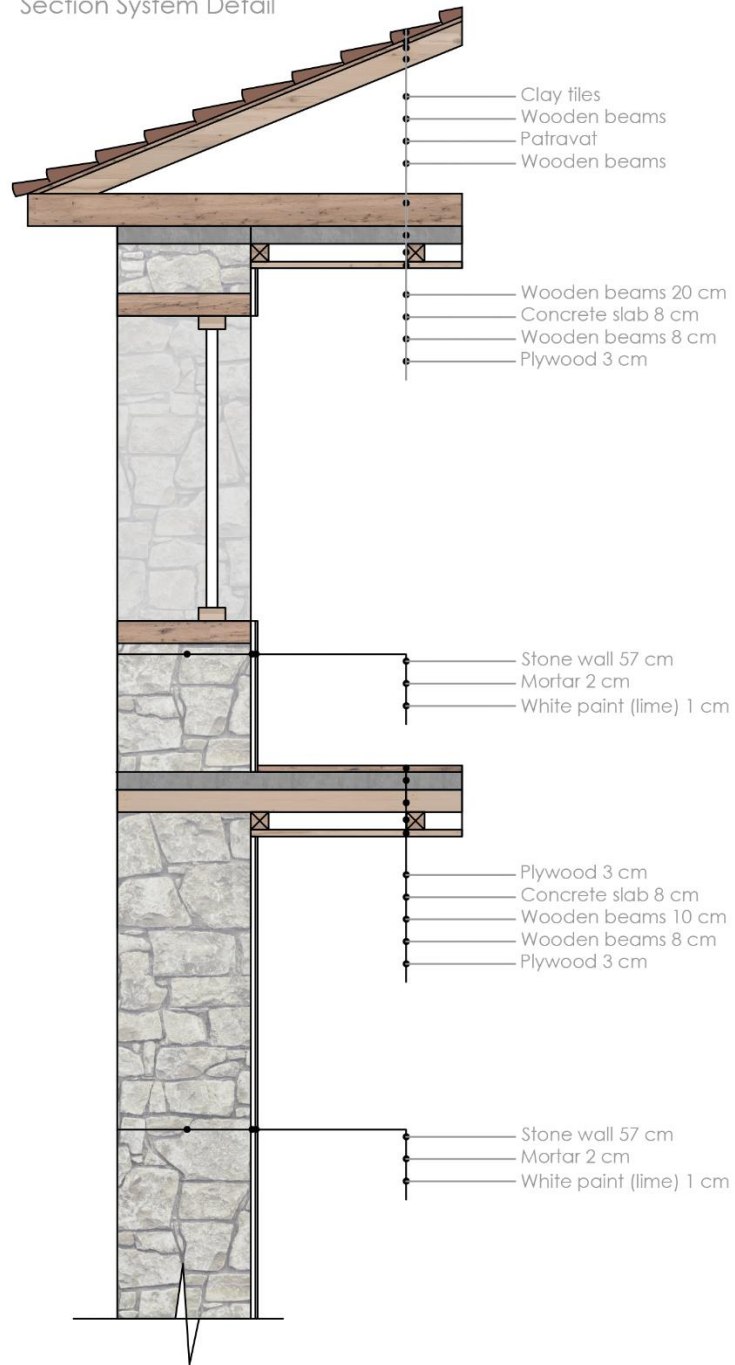 Section System Detail
Clay tiles
Wooden beams
Patravat
Wooden beams
Wooden beams 20 cm
Concrete slab 8 cm
Wooden beams 8 cm
Plywood 3 cm
Stone wall 57 cm
Mortar 2 cm
White paint (lime) 1 cm
Plywood 3 cm
Concrete slab 8 cm
Wooden beams 10 cm
Wooden beams 8 cm
Plywood 3 cm
Stone wall 57 cm
Mortar 2 cm
White paint (lime) 1 cm